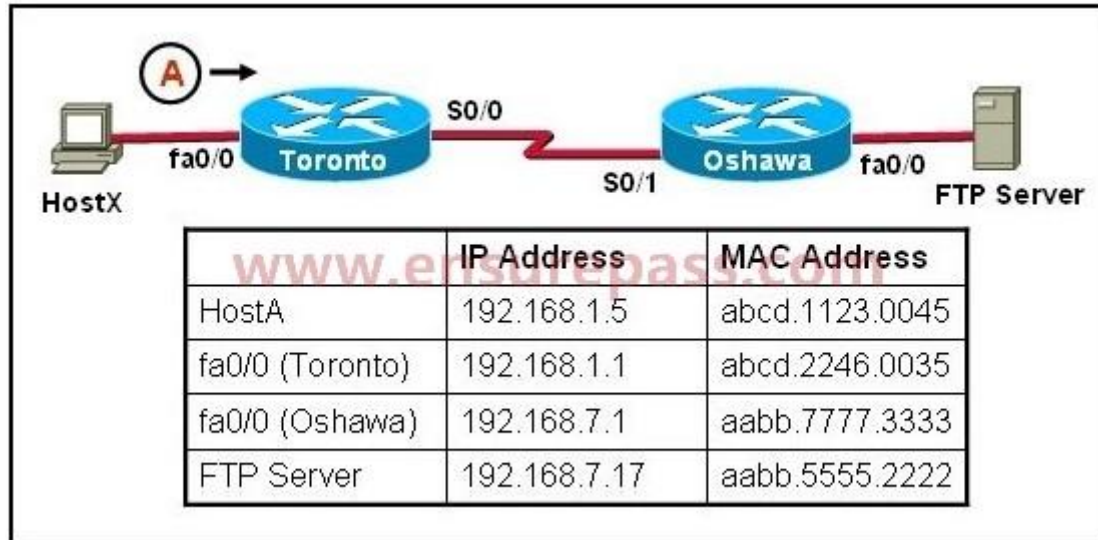 A
S0/0
fa0/0
Toronto
S0/1
Oshawa
fa0/0
HostX
FTP Server
www.ensurepass.com
IP Address MAC Address
HostA 192.168.1.5 abcd.1123.0045
fa0/0 (Toronto) 192.168.1.1 abcd.2246.0035
fa0/0 (Oshawa) 192.168.7.1 aabb.7777.3333
FTP Server 192.168.7.17 aabb.5555.2222